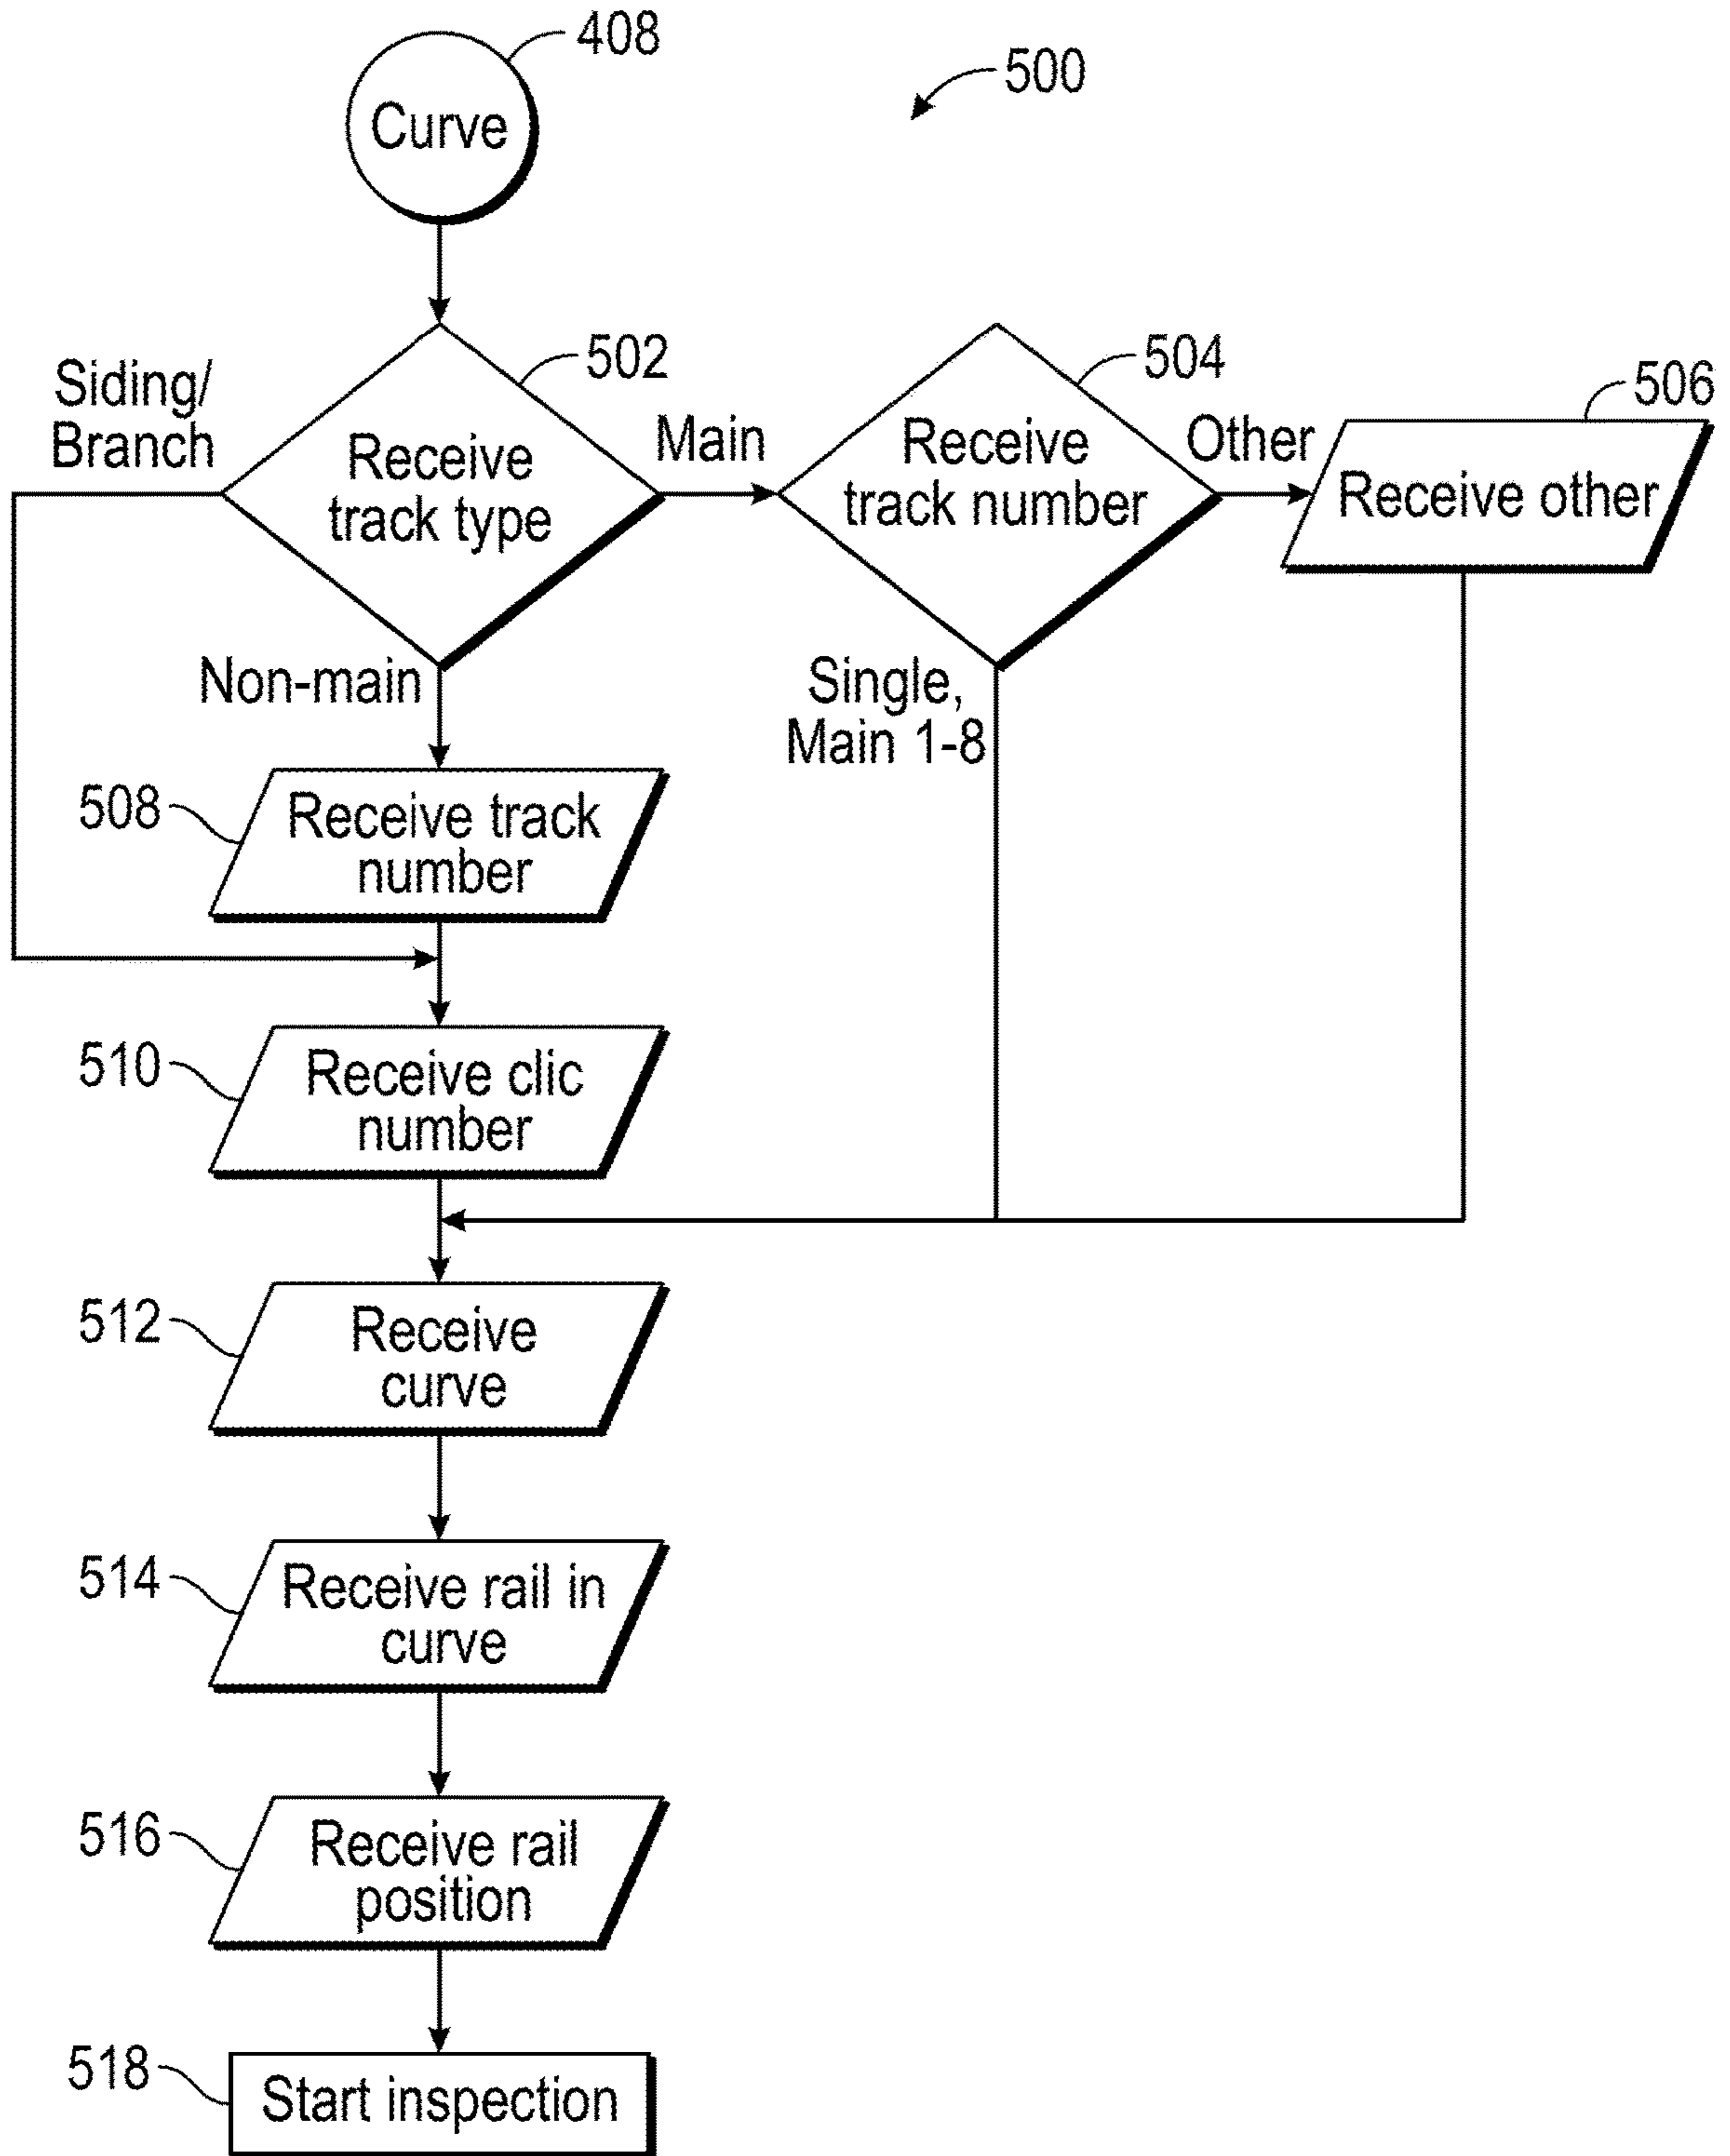 408
500
Curve
502
504
506
Siding/
Branch
Receive
track type
Main
Receive
track number
Other
Receive other
Non-main
Single,
Main 1-8
508
Receive track
number
510
Receive clic
number
512
Receive
curve
514
Receive rail in
curve
516
Receive rail
position
518
Start inspection